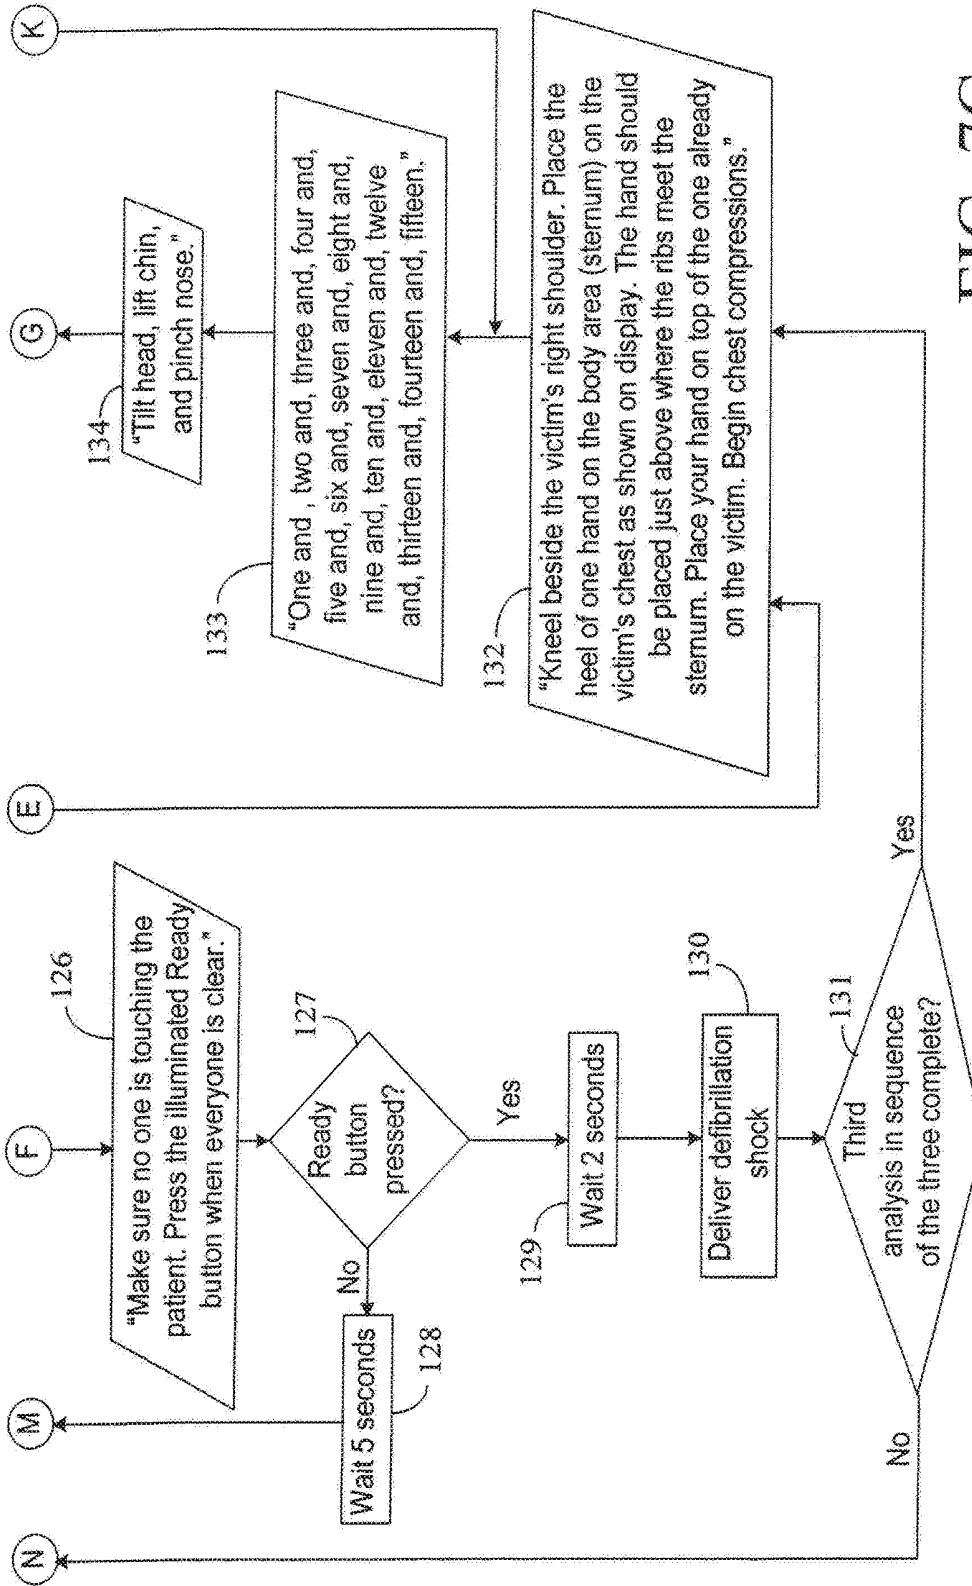 N
M
F
E
G
K
126
"Make sure no one is touching the
patient. Press the illuminated Ready
button when everyone is clear."
127
Ready
button
pressed?
No
Wait 5 seconds
128
Yes
129
Wait 2 seconds
130
Deliver defibrillation
shock
131
Third
analysis in sequence
of the three complete?
No
Yes
134
"Tilt head, lift chin,
and pinch nose."
133
"One and , two and, three and, four and,
five and, six and, seven and, eight and,
nine and, ten and, eleven and, twelve
and, thirteen and, fourteen and, fifteen."
132
"Kneel beside the victim's right shoulder. Place the
heel of one hand on the body area (sternum) on the
victim's chest as shown on display. The hand should
be placed just above where the ribs meet the
sternum. Place your hand on top of the one already
on the victim. Begin chest compressions."